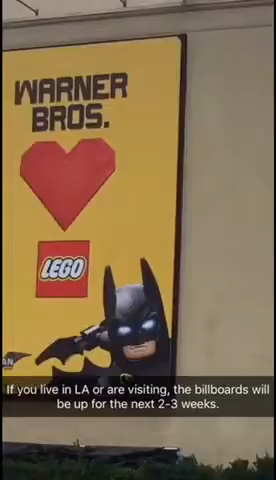 WARNER
BROS.
LEGO
AN
If you live in LA or are visiting, the billboards will
be up for the next 2-3 weeks.